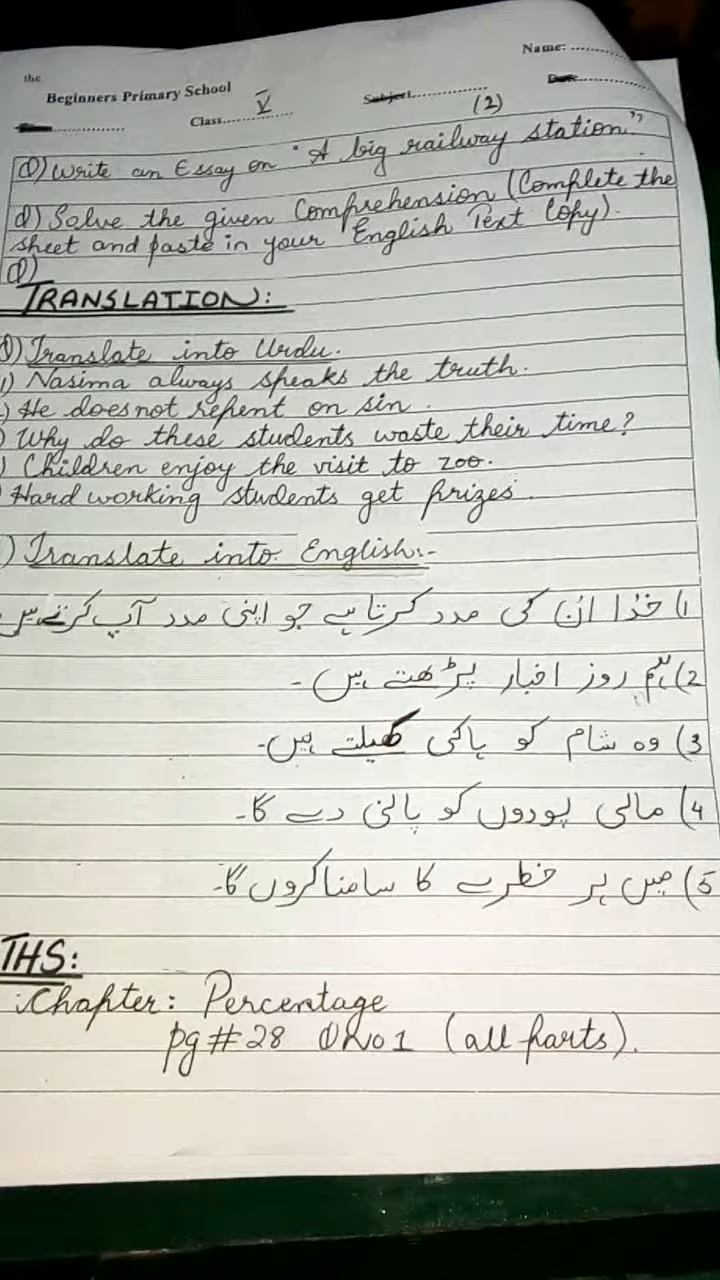 the
Name: ............
Beginners Primary School
Class........ V
Subject..................
(2)
Q) Write an Essay on "A big railway station"
Q) Solve the given Comprehension (Complete the
sheet and paste in your English Text Copy).
Q)
TRANSLATION:
Q) Translate into Urdu.
1) Nasima always speaks the truth.
) He does not repent on sin.
) Why do these students waste their time?
) Children enjoy the visit to zoo.
Hard working students get prizes.
) Translate into English:-
1) خدا اُن کی مدد کرتا ہے جو اپنی مدد آپ کرتے ہیں
2) ہم روز اخبار پڑھتے ہیں۔
3) وہ شام کو ہاکی کھیلتے ہیں۔
4) مالی پودوں کو پانی دے گا۔
5) میں ہر خطرے کا سامنا کروں گا۔
THS:
Chapter: Percentage
pg # 28 Q No 1 (all parts).